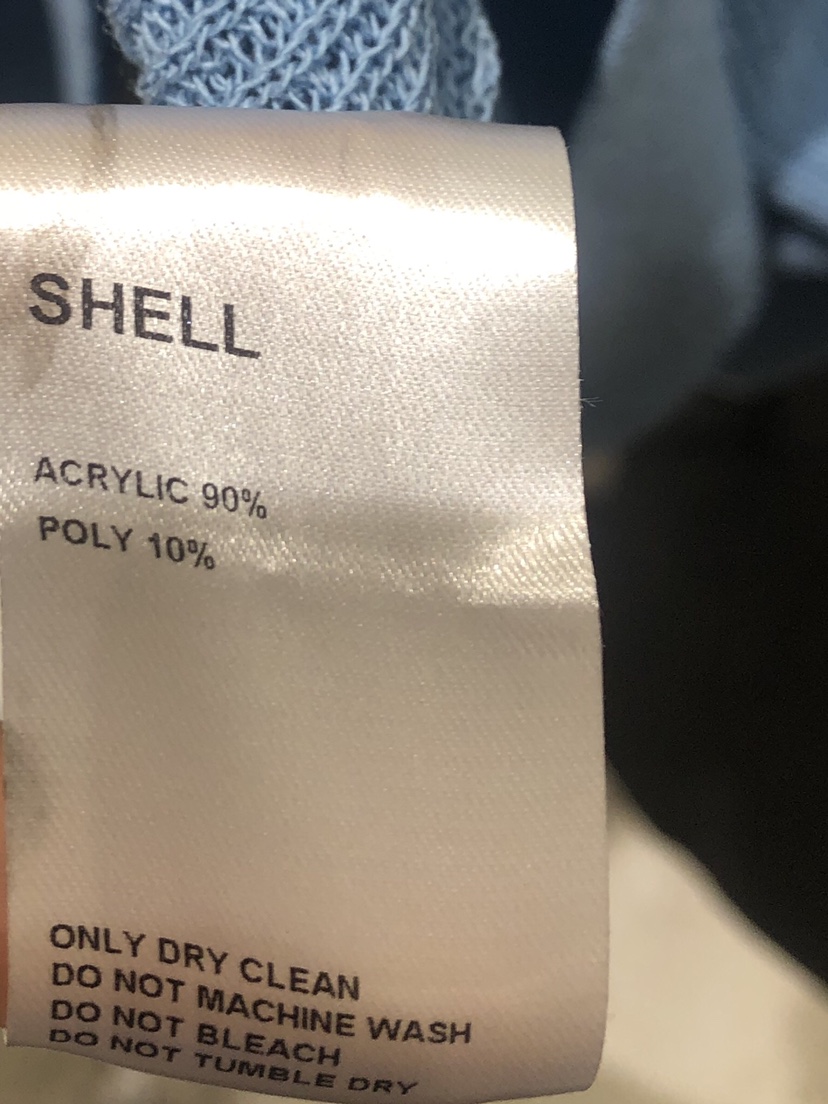 SHELL
ACRYLIC 90%
POLY 10%
ONLY DRY CLEAN
DO NOT MACHINE WASH
DO NOT BLEACH
DO NOT TUMBLE DRY